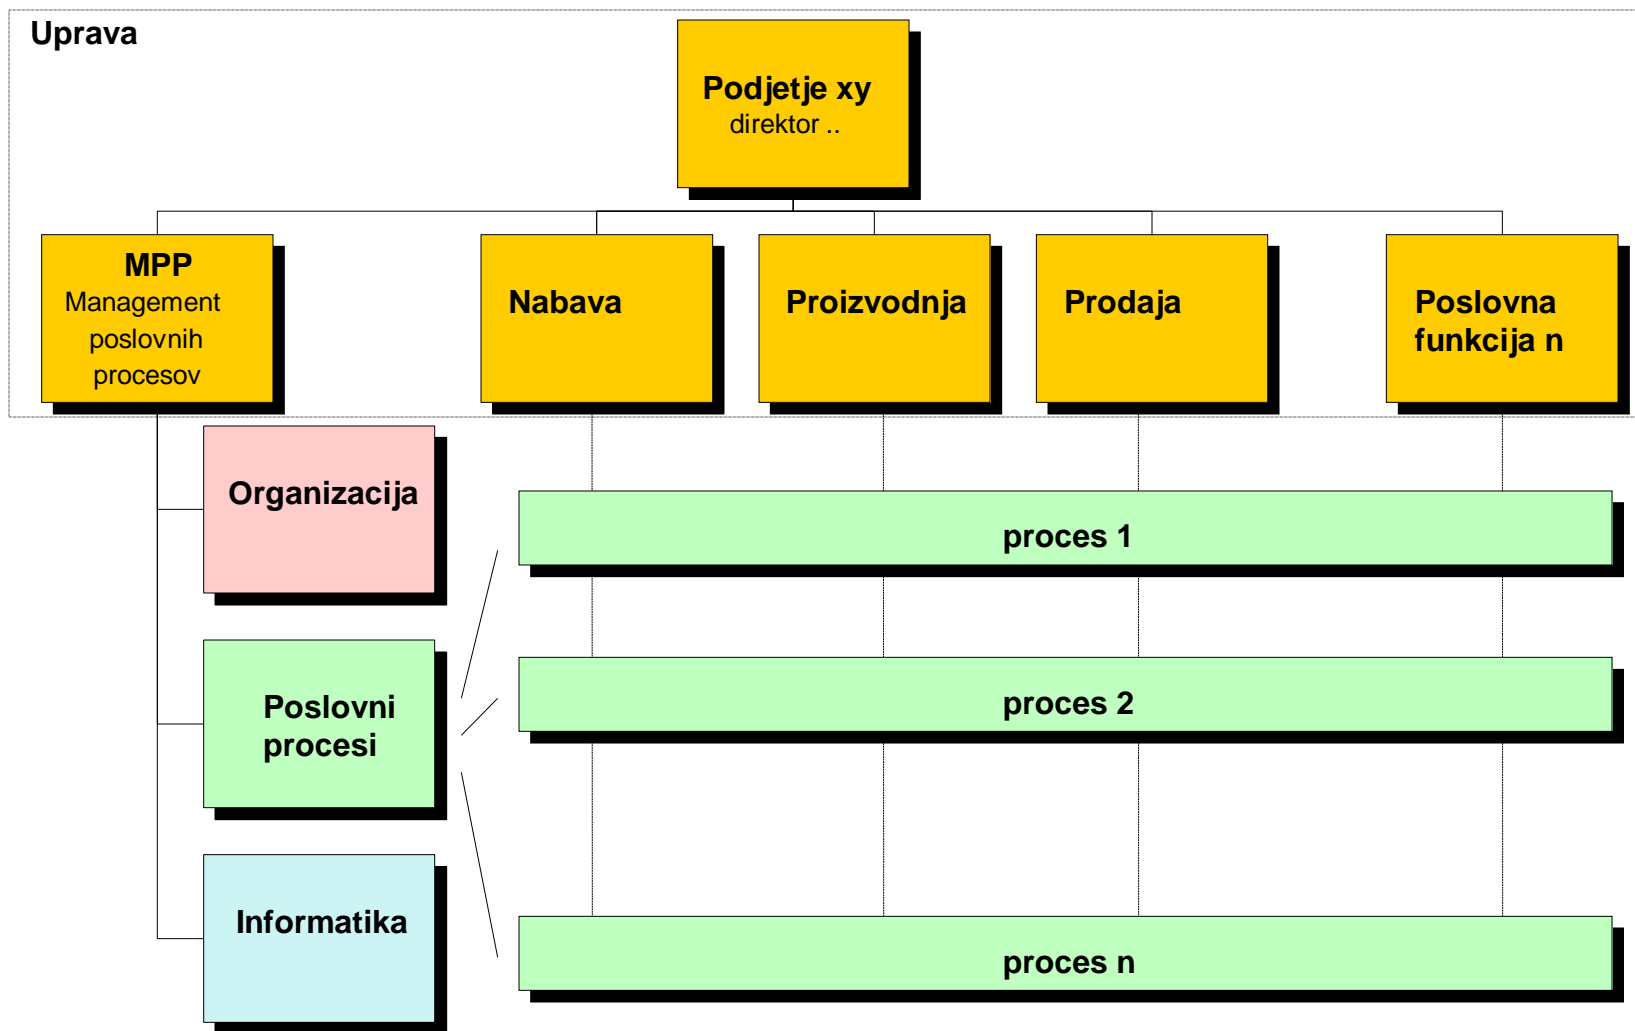 Uprava
Podjetje xy
direktor ..
MPP
Management
poslovnih
procesov
Nabava
Proizvodnja
Prodaja
Poslovna
funkcija n
Organizacija
proces 1
Poslovni
procesi
proces 2
Informatika
proces n